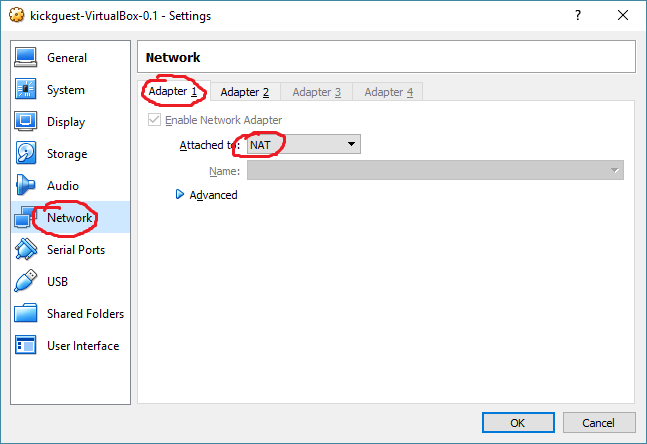 kickguest-VirtualBox-0.1 - Settings
?
General
System
Display
Storage
Audio
Network
Serial Ports
USB
Shared Folders
User Interface
Network
Adapter 1 Adapter 2 Adapter 3 Adapter 4
Enable Network Adapter
Attached to: NAT
Name:
Advanced
OK Cancel